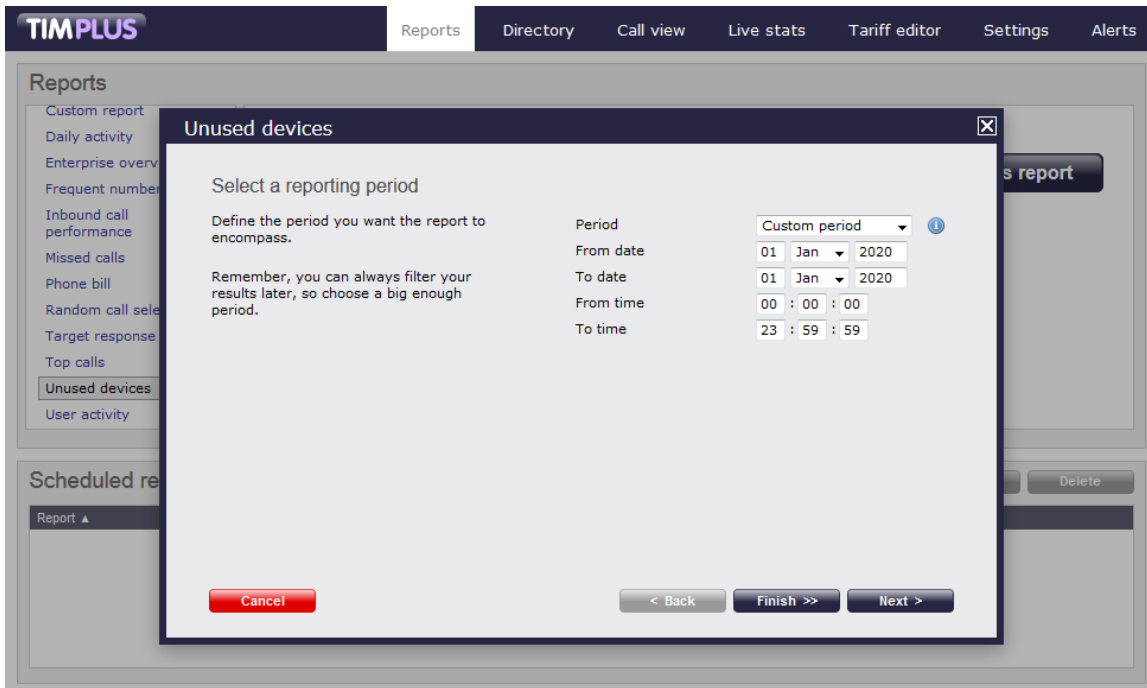 TIMPLUS
Reports Directory Call view Live stats Tariff editor Settings Alerts
Reports
Custom report
Daily activity
Enterprise overv
Frequent number
Inbound call
performance
Missed calls
Phone bill
Random call sele
Target response
Top calls
Unused devices
User activity
s report
Unused devices
Select a reporting period
Define the period you want the report to
encompass.
Remember, you can always filter your
results later, so choose a big enough
period.
Period Custom period
From date 01 Jan 2020
To date 01 Jan 2020
From time 00 : 00 : 00
To time 23 : 59 : 59
Cancel < Back Finish >> Next >
Scheduled re
Delete
Report ▲